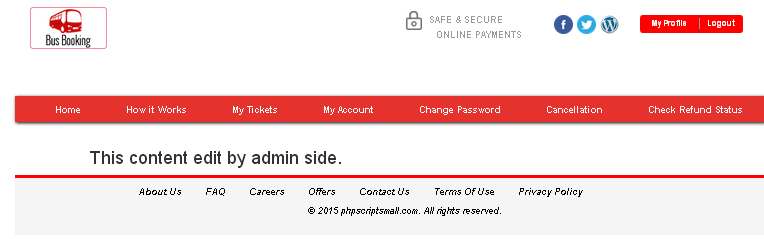 Bus Booking
SAFE & SECURE
ONLINE PAYMENTS
My Profile | Logout
Home How it Works My Tickets My Account Change Password Cancellation Check Refund Status
This content edit by admin side.
About Us FAQ Careers Offers Contact Us Terms Of Use Privacy Policy
© 2015 phpscriptsmall.com. All rights reserved.